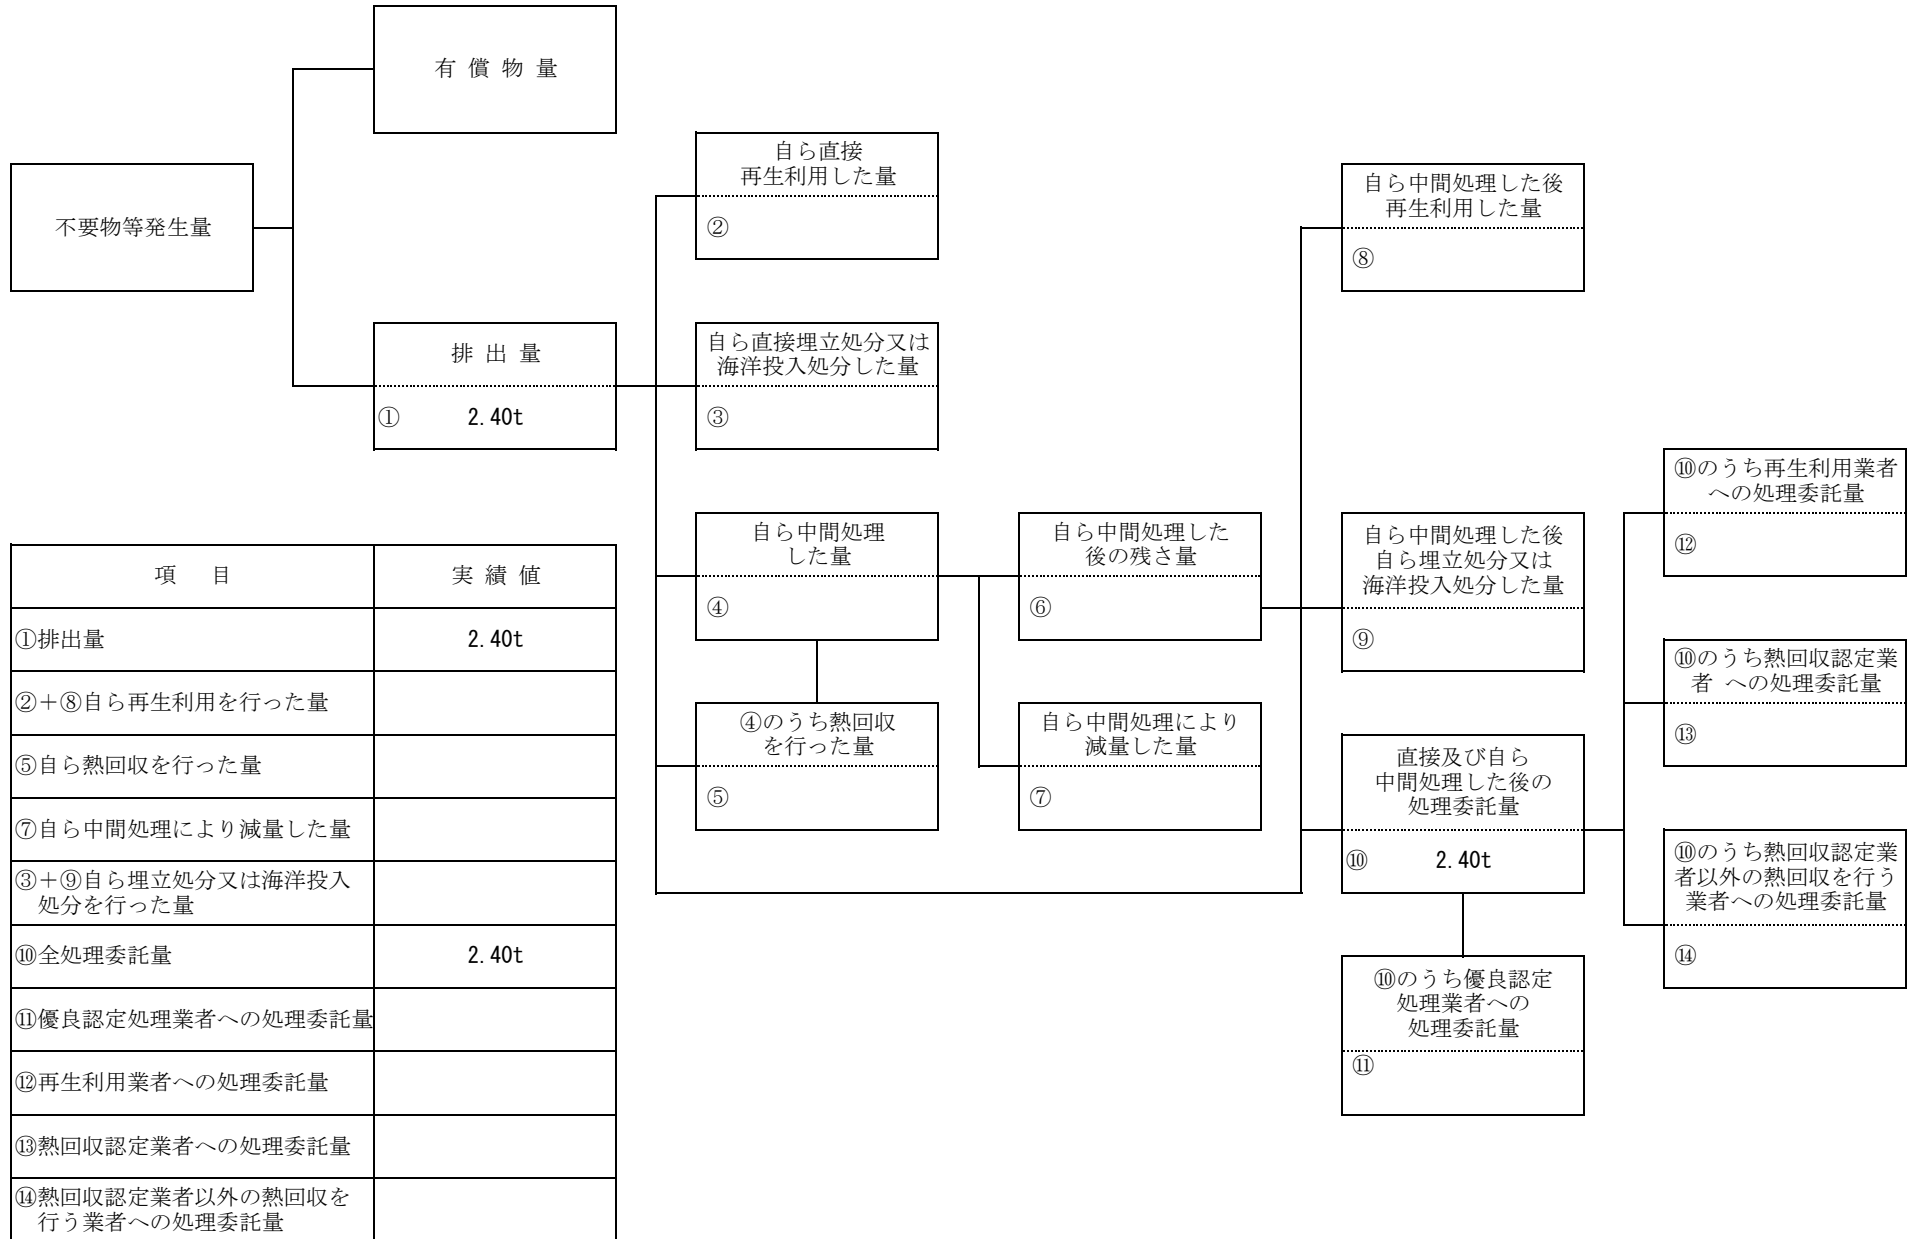 有 償 物 量
不要物等発生量
排 出 量
① 2.40t
自ら直接
再生利用した量
②
自ら直接埋立処分又は
海洋投入処分した量
③
自ら中間処理
した量
④
④のうち熱回収
を行った量
⑤
自ら中間処理した
後の残さ量
⑥
自ら中間処理により
減量した量
⑦
自ら中間処理した後
再生利用した量
⑧
自ら中間処理した後
自ら埋立処分又は
海洋投入処分した量
⑨
直接及び自ら
中間処理した後の
処理委託量
⑩ 2.40t
⑩のうち優良認定
処理業者への
処理委託量
⑪
⑩のうち再生利用業者
への処理委託量
⑫
⑩のうち熱回収認定業
者 への処理委託量
⑬
⑩のうち熱回収認定業
者以外の熱回収を行う
業者への処理委託量
⑭
項 目 実 績 値
①排出量 2.40t
②+⑧自ら再生利用を行った量
⑤自ら熱回収を行った量
⑦自ら中間処理により減量した量
③+⑨自ら埋立処分又は海洋投入
処分を行った量
⑩全処理委託量 2.40t
⑪優良認定処理業者への処理委託量
⑫再生利用業者への処理委託量
⑬熱回収認定業者への処理委託量
⑭熱回収認定業者以外の熱回収を
行う業者への処理委託量